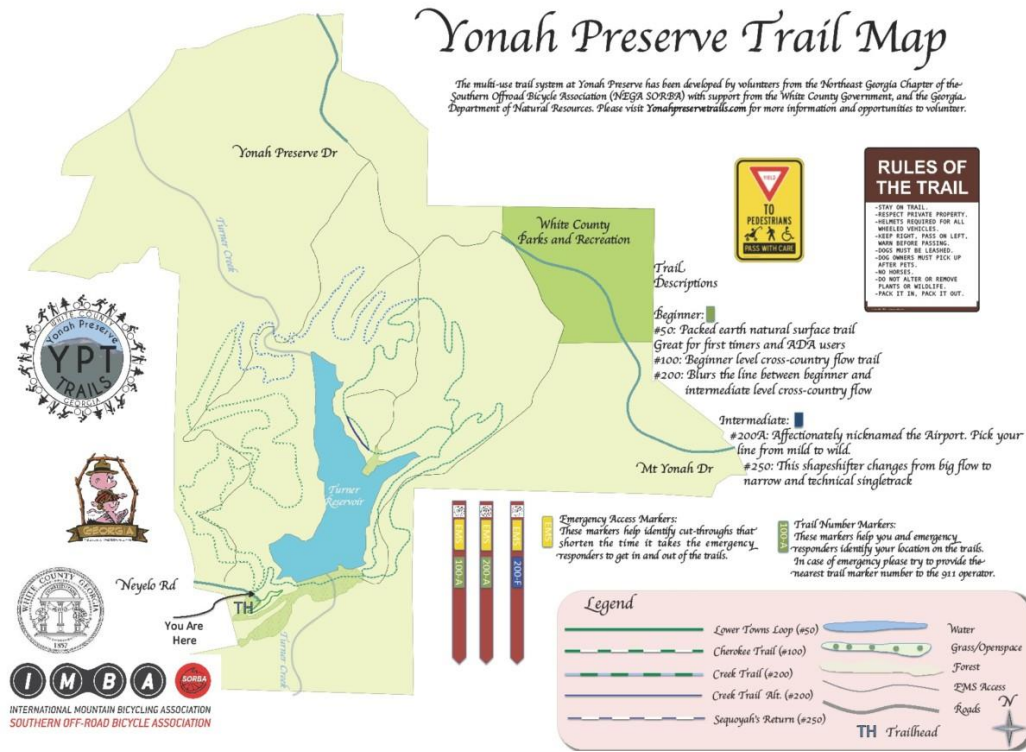 Yonah Preserve Trail Map
The multi-use trail system at Yonah Preserve has been developed by volunteers from the Northeast Georgia Chapter of the
Southern Offroad Bicycle Association (NEGA SORBA) with support from the White County Government, and the Georgia
Department of Natural Resources. Please visit Yonahpreservetrails.com for more information and opportunities to volunteer.
Yonah Preserve Dr
Turner Creek
White County
Parks and Recreation
YIELD
TO
PEDESTRIANS
PASS WITH CARE
RULES OF
THE TRAIL
-STAY ON TRAIL.
-RESPECT PRIVATE PROPERTY.
-HELMETS REQUIRED FOR ALL
WHEELED VEHICLES.
-KEEP RIGHT, PASS ON LEFT,
WARN BEFORE PASSING.
-DOGS MUST BE LEASHED.
-DOG OWNERS MUST PICK UP
AFTER PETS.
-NO HORSES.
-DO NOT ALTER OR REMOVE
PLANTS OR WILDLIFE.
-PACK IT IN, PACK IT OUT.
Trail
Descriptions
Beginner:
#50: Packed earth natural surface trail
Great for first timers and ADA users
#100: Beginner level cross-country flow trail
#200: Blurs the line between beginner and
intermediate level cross-country flow
Intermediate:
#200A: Affectionately nicknamed the Airport. Pick your
line from mild to wild.
#250: This shapeshifter changes from big flow to
narrow and technical singletrack
WHITE COUNTY
Yonah Preserve
YPT
TRAILS
GEORGIA
Mt Yonah Dr
Turner
Reservoir
GEORGIA
Neyelo Rd
TH
You Are
Here
Turner Creek
WHITE COUNTY GEORGIA
1857
EMS
100-A
EMS
200-A
EMS
200-F
EMS
Emergency Access Markers:
These markers help identify cut-throughs that
shorten the time it takes the emergency
responders to get in and out of the trails.
100-A
Trail Number Markers:
These markers help you and emergency
responders identify your location on the trails.
In case of emergency please try to provide the
nearest trail marker number to the 911 operator.
IMBA
SORBA
INTERNATIONAL MOUNTAIN BICYCLING ASSOCIATION
SOUTHERN OFF-ROAD BICYCLE ASSOCIATION
Legend
Lower Towns Loop (#50)
Cherokee Trail (#100)
Creek Trail (#200)
Creek Trail Alt. (#200)
Sequoyah's Return (#250)
Water
Grass/Openspace
Forest
EMS Access
Roads
TH Trailhead
N